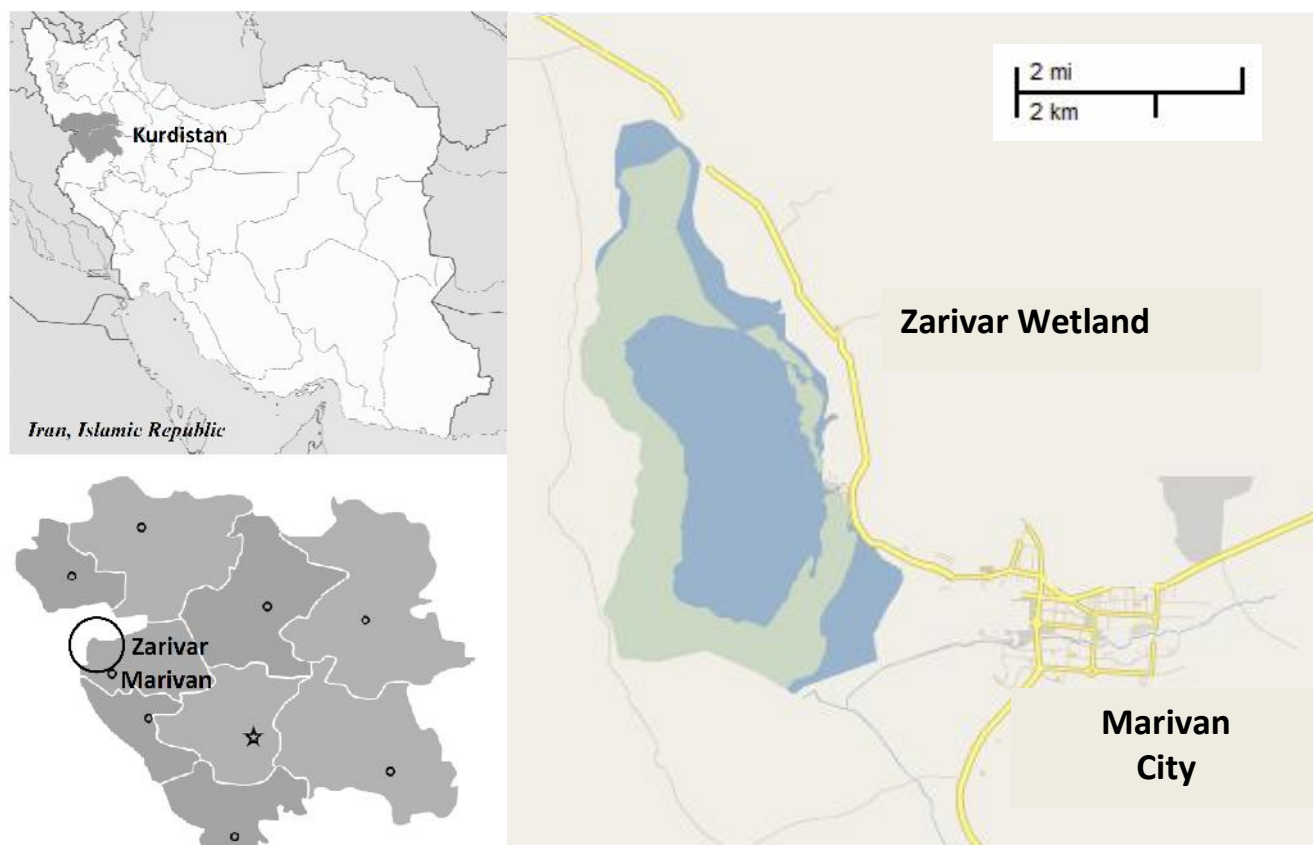 Kurdistan
Iran, Islamic Republic
Zarivar
Marivan
2 mi
2 km
Zarivar Wetland
Marivan
City